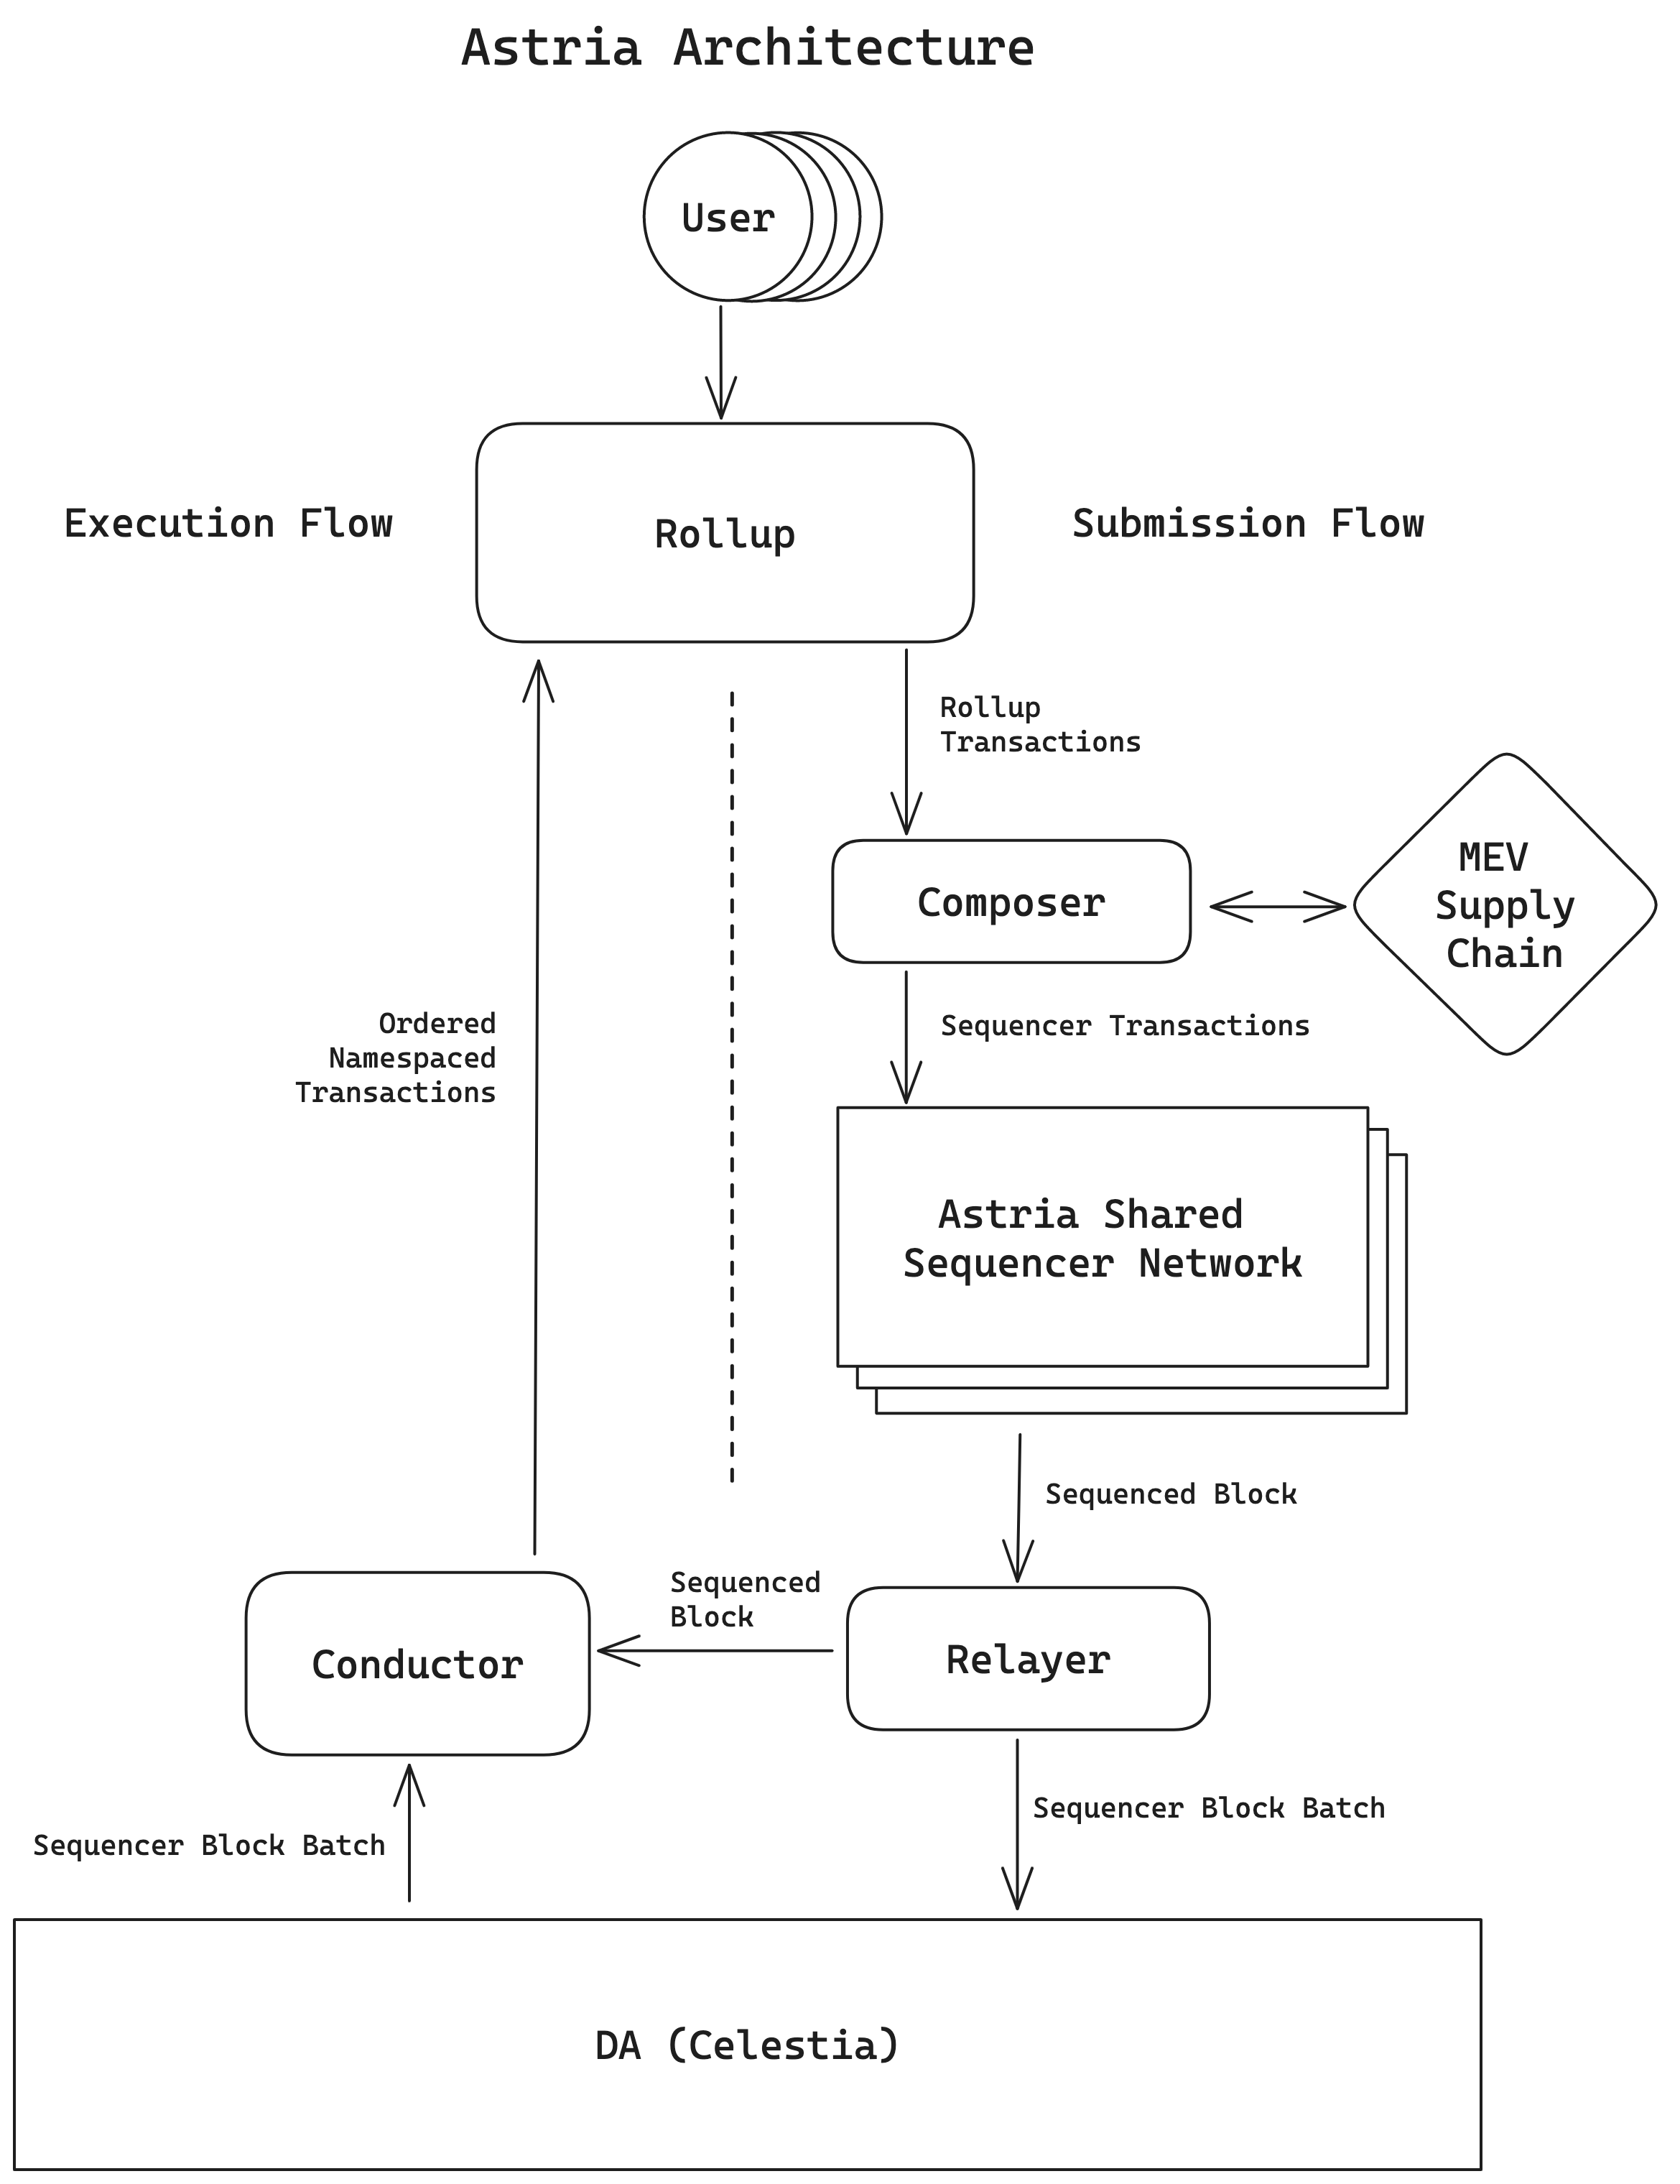 Astria Architecture
User
Execution Flow
Rollup
Submission Flow
Rollup
Transactions
Composer
MEV
Supply
Chain
Ordered
Namespaced
Transactions
Sequencer Transactions
Astria Shared
Sequencer Network
Sequenced Block
Sequenced
Block
Conductor
Relayer
Sequencer Block Batch
Sequencer Block Batch
DA (Celestia)